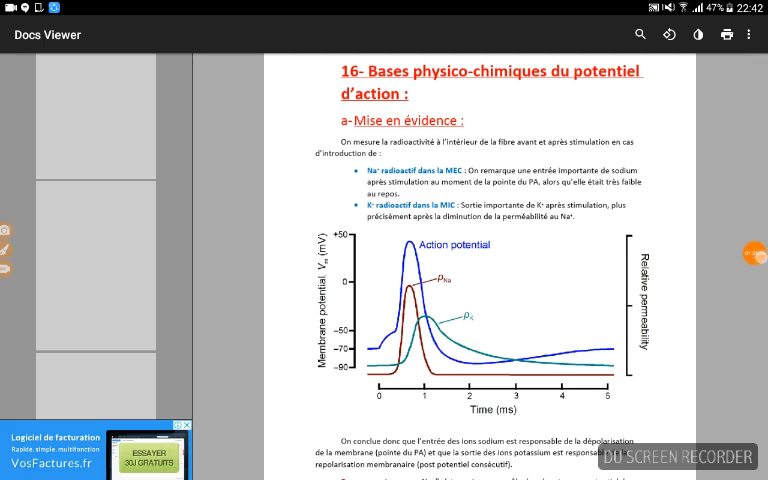 47% 22:42
Docs Viewer
16- Bases physico-chimiques du potentiel
d'action :
a- Mise en évidence :
On mesure la radioactivité à l'intérieur de la fibre avant et après stimulation en cas
d'introduction de :
• Na⁺ radioactif dans la MEC : On remarque une entrée importante de sodium
après stimulation au moment de la pointe du PA, alors qu'elle était très faible
au repos.
• K⁺ radioactif dans la MIC : Sortie importante de K⁺ après stimulation, plus
précisément après la diminution de la perméabilité au Na⁺.
Membrane potential, Vm (mV)
+50
0
−50
−70
−90
Action potential
PNa
PK
Relative permeability
0 1 2 3 4 5
Time (ms)
On conclue donc que l'entrée des ions sodium est responsable de la dépolarisation
de la membrane (pointe du PA) et que la sortie des ions potassium est responsable
repolarisation membranaire (post potentiel consécutif).
Logiciel de facturation
Rapide, simple, multifonction
VosFactures.fr
ESSAYER
30J GRATUITS
DU SCREEN RECORDER